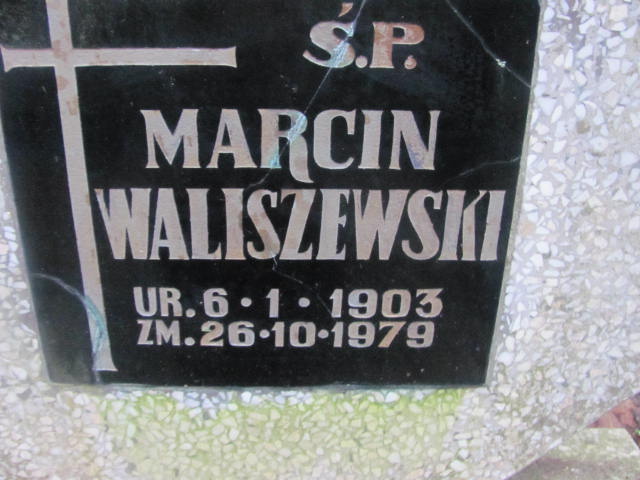 Ś.P.
MARCIN
WALISZEWSKI
UR. 6 • 1 • 1903
ZM. 26 • 10 • 1979